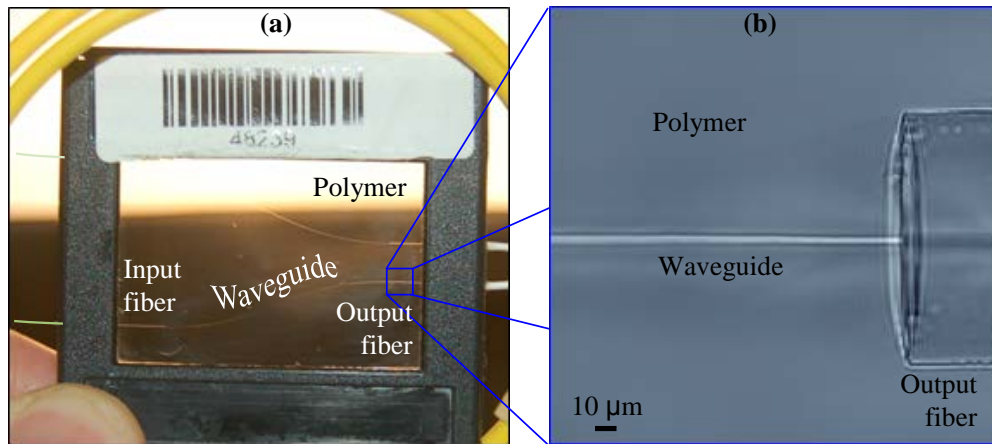 (a)
48239
Polymer
Input
fiber
Waveguide
Output
fiber
(b)
Polymer
Waveguide
10 μm
Output
fiber